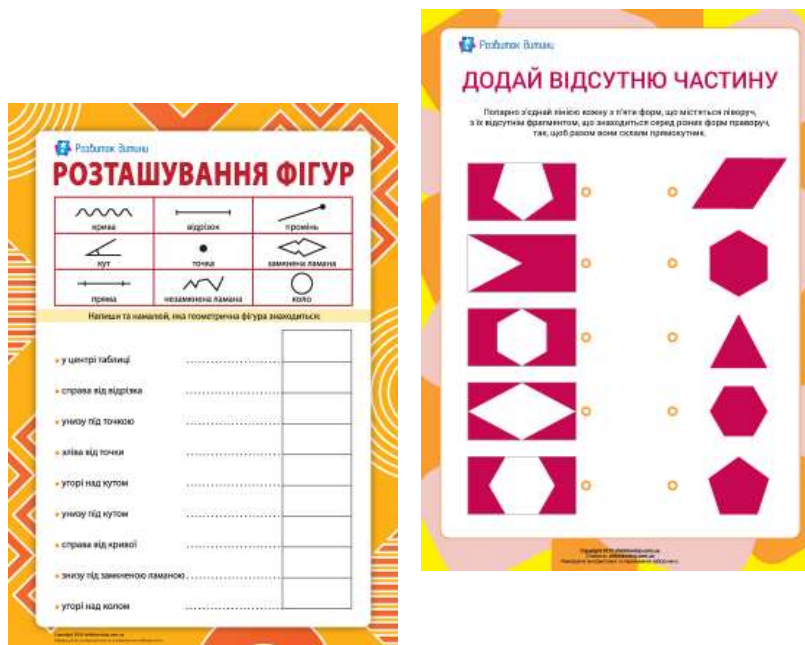 Розвиток дитини
РОЗТАШУВАННЯ ФІГУР
крива
відрізок
промінь
кут
точка
замкнена ламана
пряма
незамкнена ламана
коло
Напиши та намалюй, яка геометрична фігура знаходиться:
у центрі таблиці
справа від відрізка
унизу під точкою
зліва від точки
угорі над кутом
унизу під кутом
справа від кривої
знизу під замкненою ламаною
угорі над колом
Розвиток дитини
ДОДАЙ ВІДСУТНЮ ЧАСТИНУ
Попарно з'єднай лінією кожну з п'яти форм, що містяться ліворуч,
з їх відсутнім фрагментом, що знаходиться серед різних форм праворуч,
так, щоб разом вони склали прямокутник.